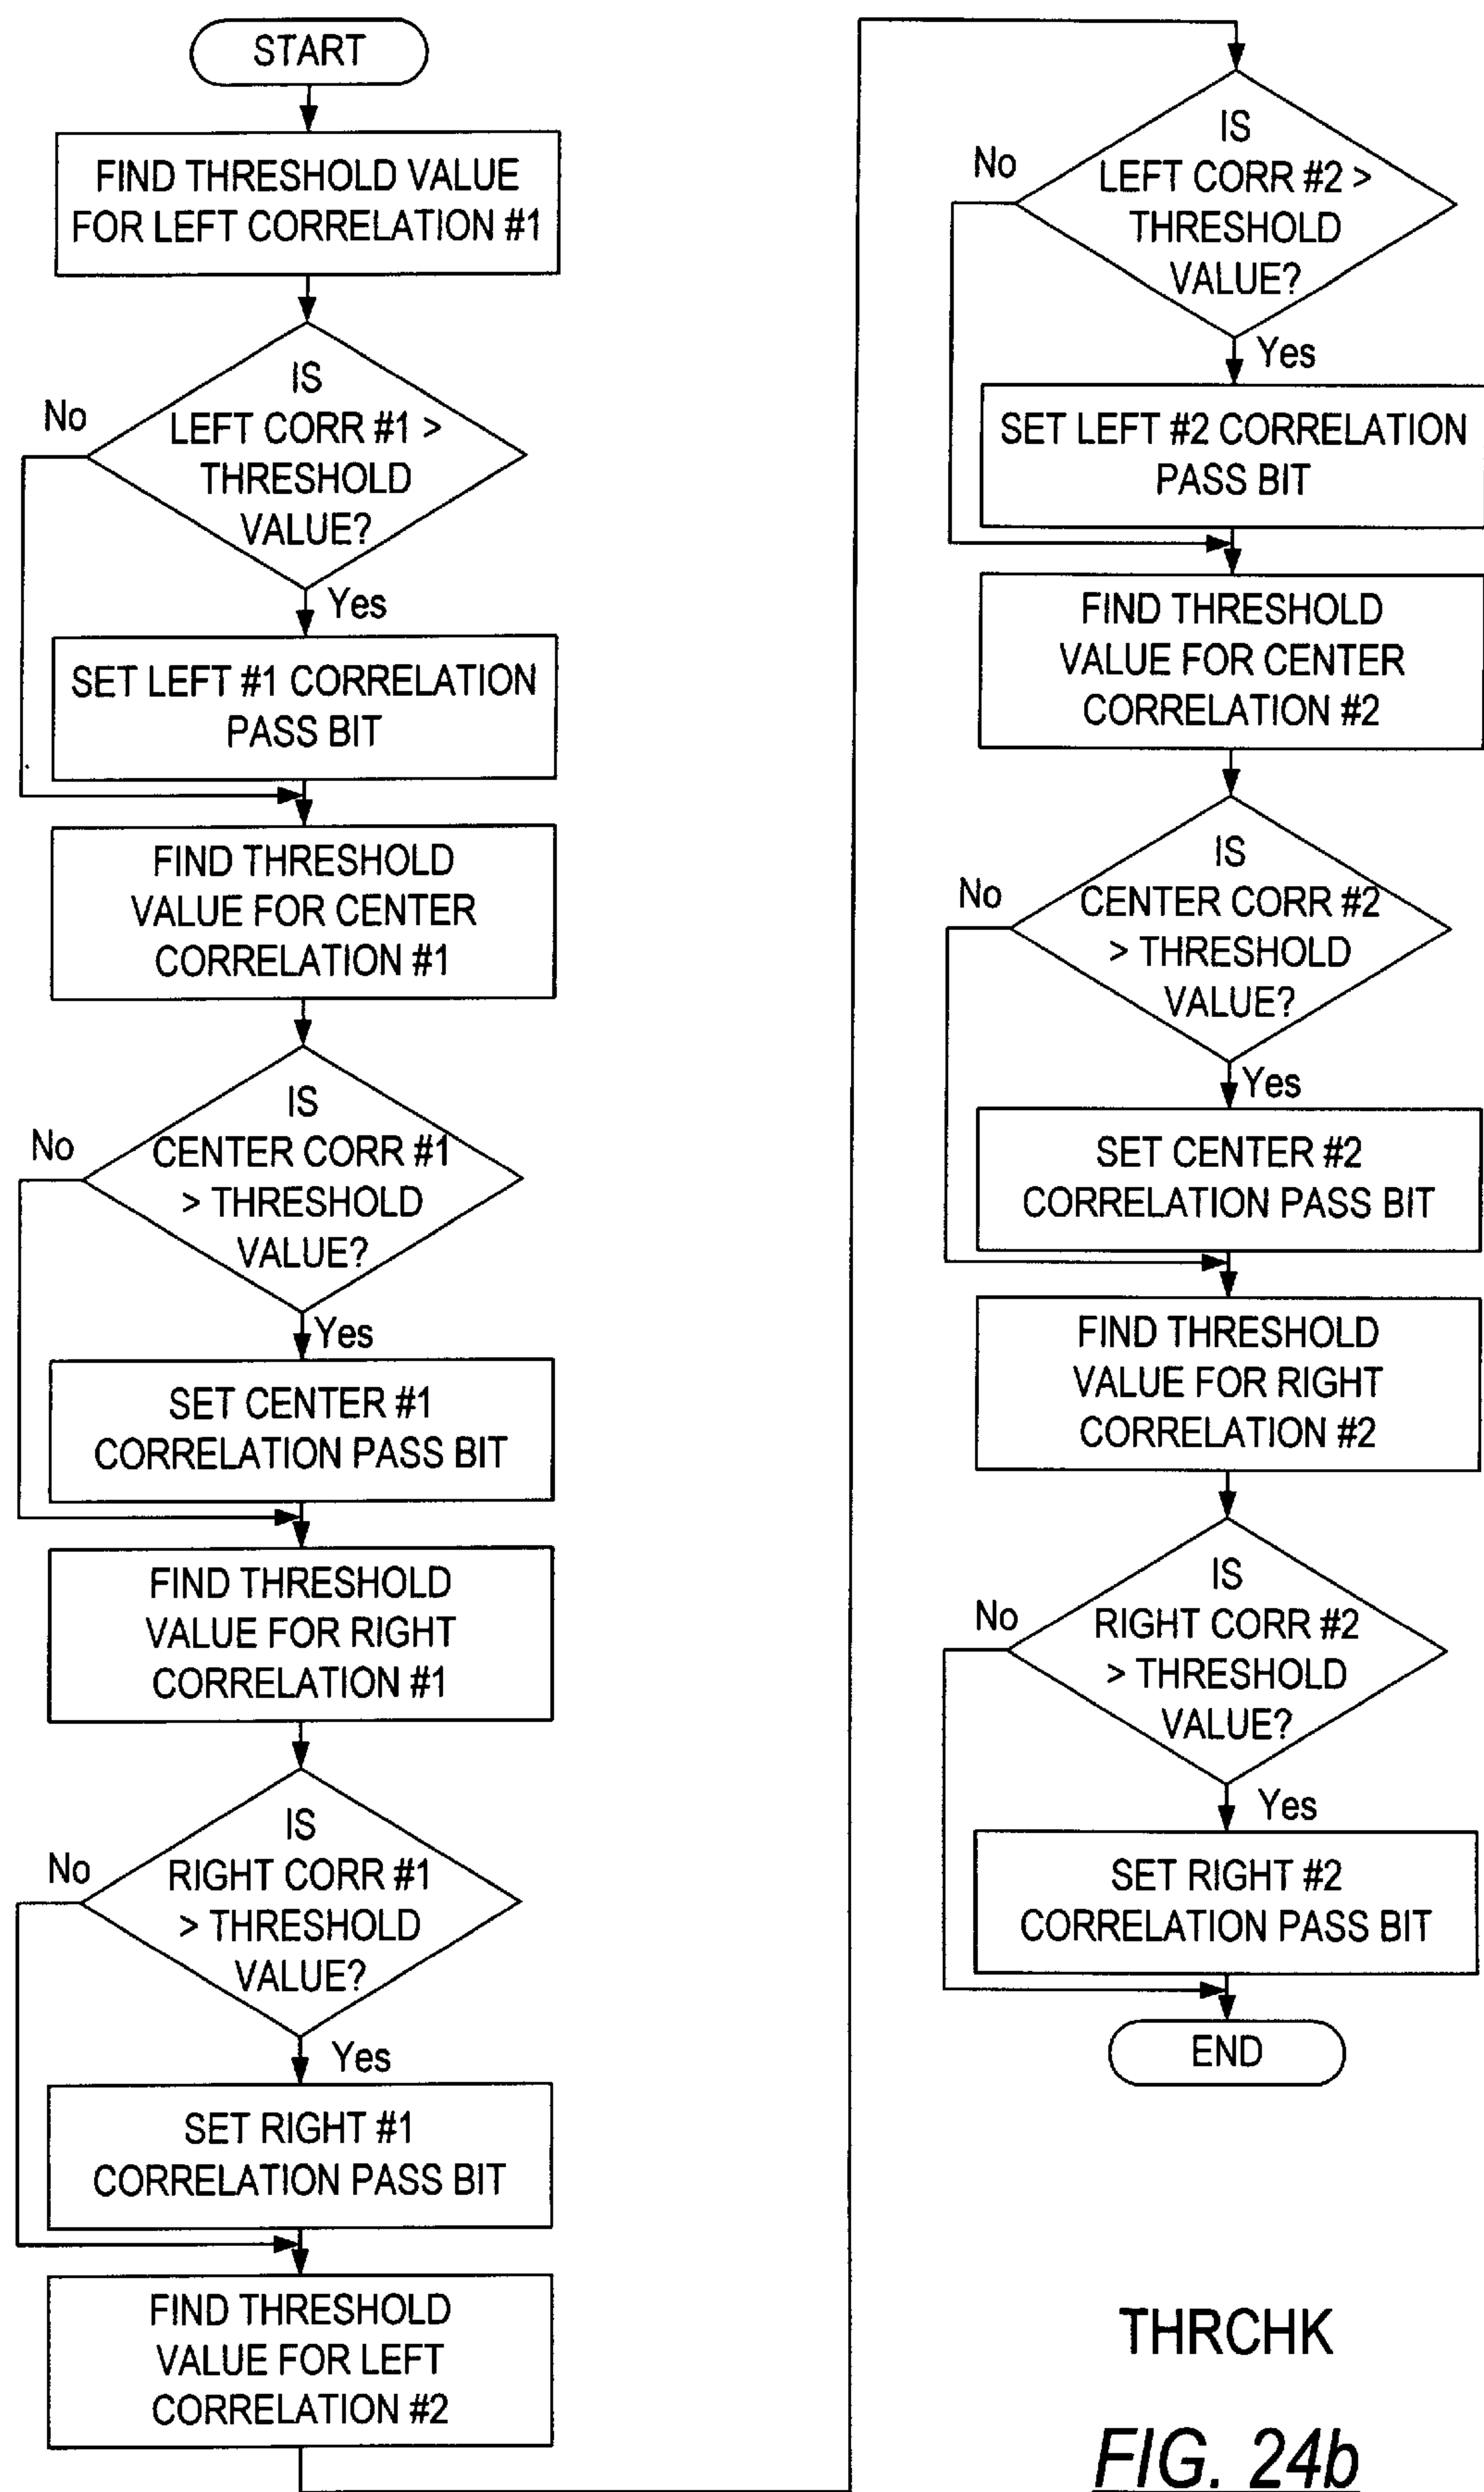 START
FIND THRESHOLD VALUE
FOR LEFT CORRELATION #1
IS
LEFT CORR #1 >
THRESHOLD
VALUE?
No
Yes
SET LEFT #1 CORRELATION
PASS BIT
FIND THRESHOLD
VALUE FOR CENTER
CORRELATION #1
IS
CENTER CORR #1
> THRESHOLD
VALUE?
No
Yes
SET CENTER #1
CORRELATION PASS BIT
FIND THRESHOLD
VALUE FOR RIGHT
CORRELATION #1
IS
RIGHT CORR #1
> THRESHOLD
VALUE?
No
Yes
SET RIGHT #1
CORRELATION PASS BIT
FIND THRESHOLD
VALUE FOR LEFT
CORRELATION #2
IS
LEFT CORR #2 >
THRESHOLD
VALUE?
No
Yes
SET LEFT #2 CORRELATION
PASS BIT
FIND THRESHOLD
VALUE FOR CENTER
CORRELATION #2
IS
CENTER CORR #2
> THRESHOLD
VALUE?
No
Yes
SET CENTER #2
CORRELATION PASS BIT
FIND THRESHOLD
VALUE FOR RIGHT
CORRELATION #2
IS
RIGHT CORR #2
> THRESHOLD
VALUE?
No
Yes
SET RIGHT #2
CORRELATION PASS BIT
END
THRCHK
FIG. 24b